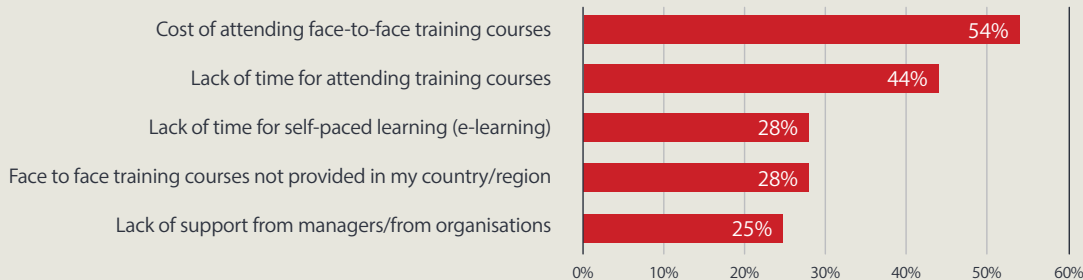 Cost of attending face-to-face training courses 54%
Lack of time for attending training courses 44%
Lack of time for self-paced learning (e-learning) 28%
Face to face training courses not provided in my country/region 28%
Lack of support from managers/from organisations 25%
0% 10% 20% 30% 40% 50% 60%